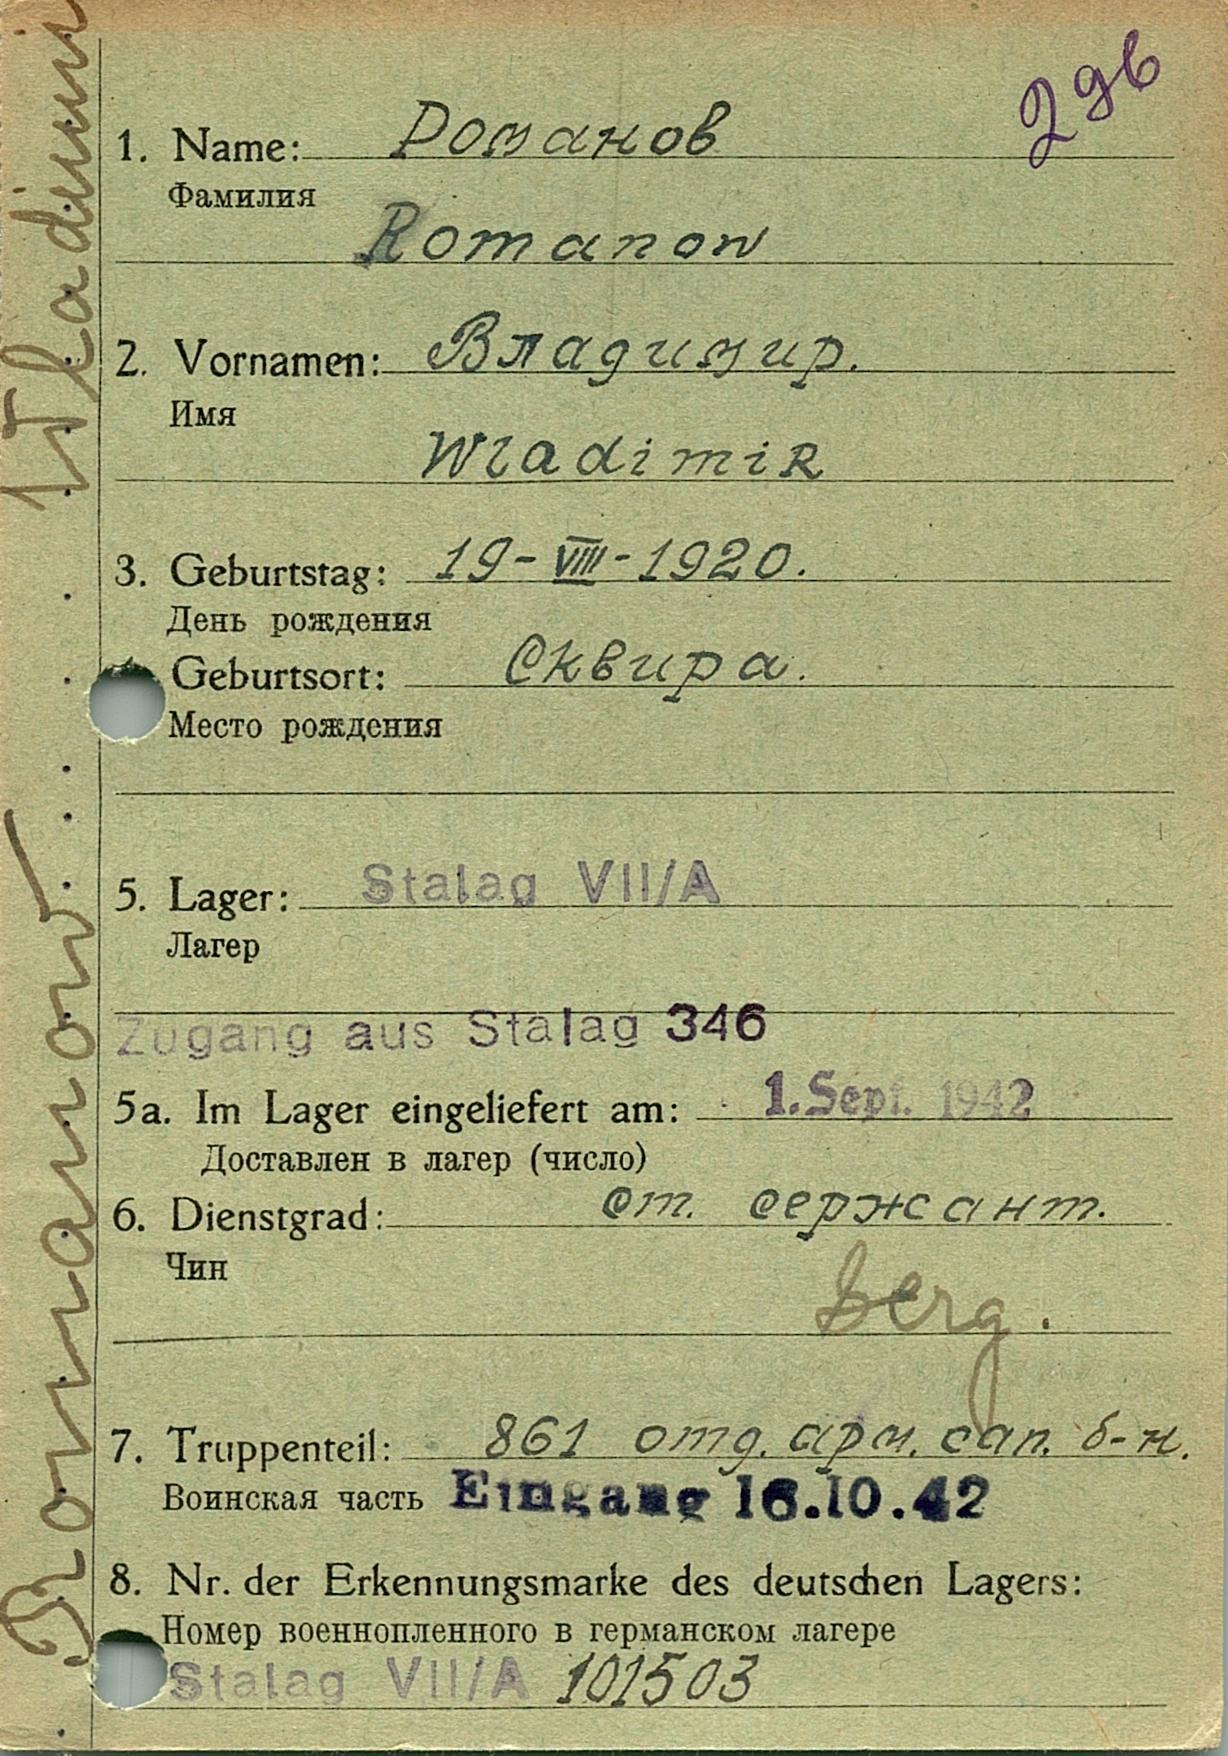 296
1. Name: Романов
Фамилия
Romanow
2. Vornamen: Владимир.
Имя
WladimiR
3. Geburtstag: 19-VIII-1920.
День рождения
Geburtsort: Сквира.
Место рождения
5. Lager: Stalag VII/A
Лагер
Zugang aus Stalag 346
5a. Im Lager eingeliefert am: 1. Sept. 1942
Доставлен в лагер (число)
6. Dienstgrad: ст. сержант.
Чин
Serg.
7. Truppenteil: 861 отд. арм. сап. б-н.
Воинская часть Eingang 16.10.42
8. Nr. der Erkennungsmarke des deutschen Lagers:
Номер военнопленного в германском лагере
Stalag VII/A 101503
Romanow Wladimir